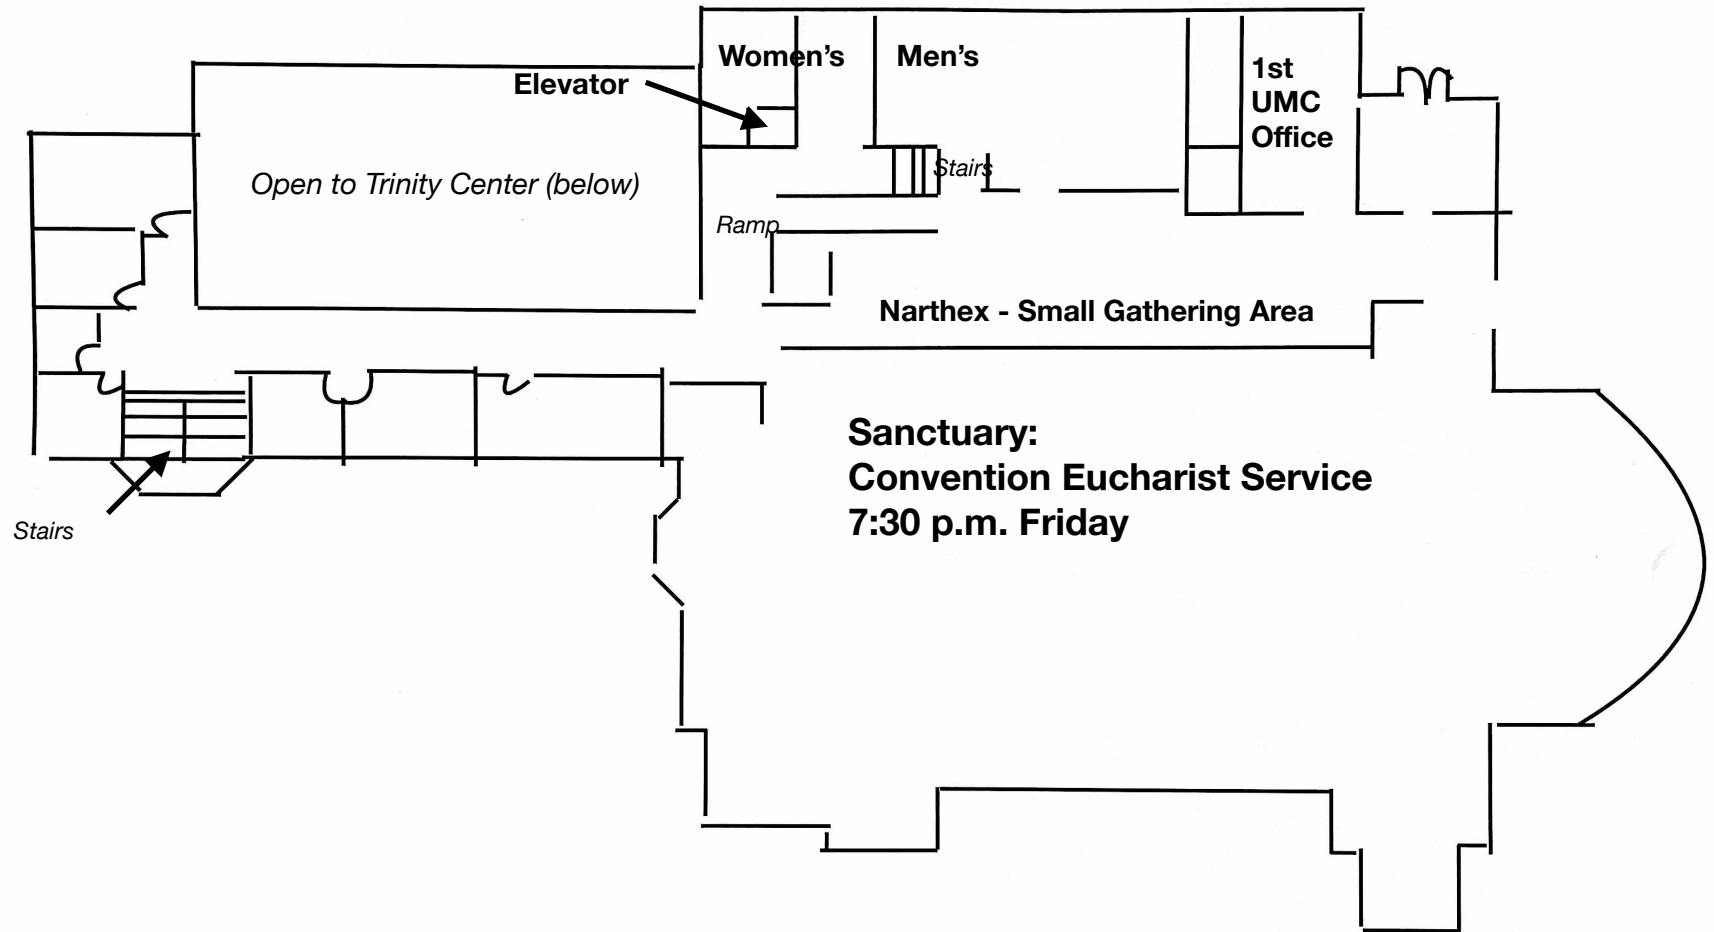 Women's
Men's
Elevator
1st
UMC
Office
Open to Trinity Center (below)
Stairs
Ramp
Narthex - Small Gathering Area
Sanctuary:
Convention Eucharist Service
7:30 p.m. Friday
Stairs